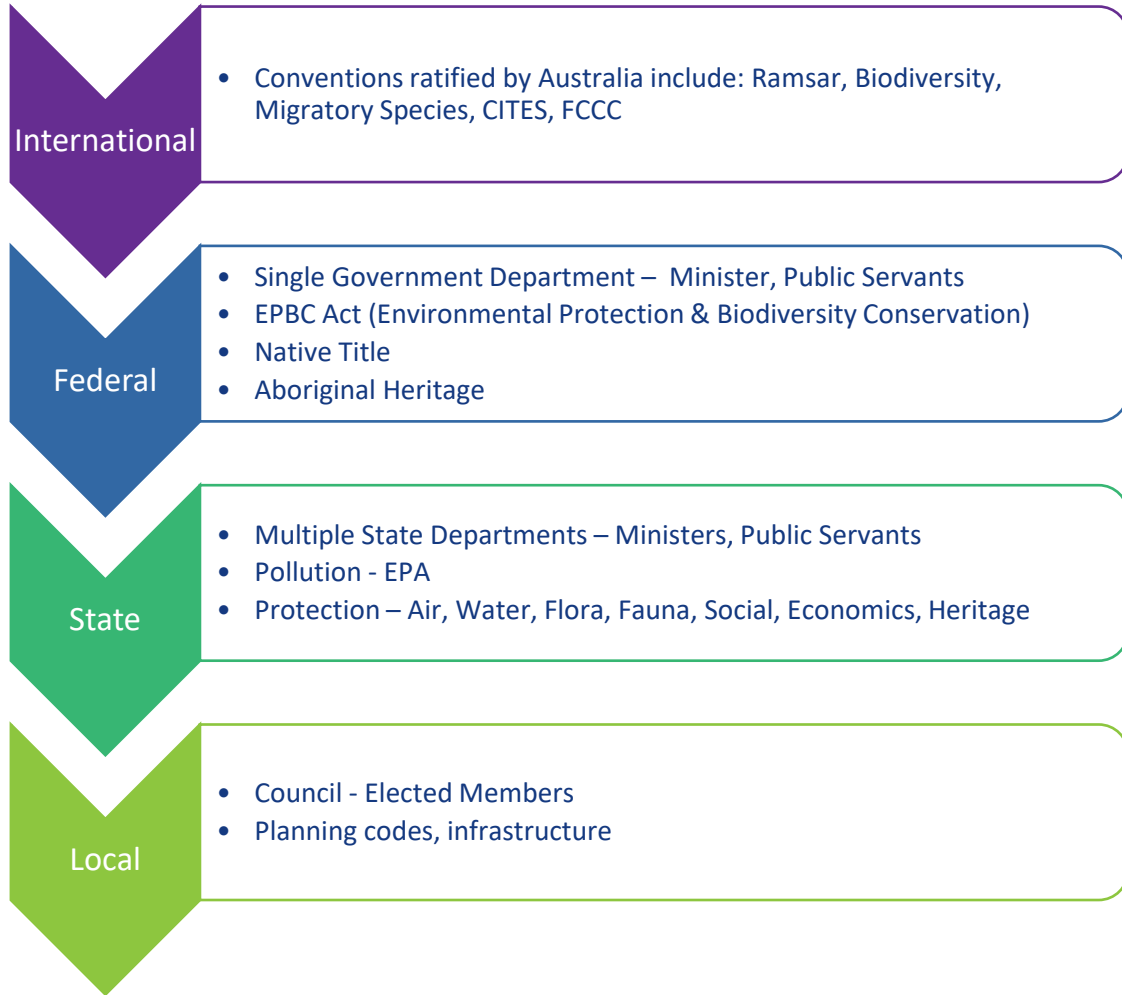 International
• Conventions ratified by Australia include: Ramsar, Biodiversity,
Migratory Species, CITES, FCCC
Federal
• Single Government Department –  Minister, Public Servants
• EPBC Act (Environmental Protection & Biodiversity Conservation)
• Native Title
• Aboriginal Heritage
State
• Multiple State Departments – Ministers, Public Servants
• Pollution - EPA
• Protection – Air, Water, Flora, Fauna, Social, Economics, Heritage
Local
• Council - Elected Members
• Planning codes, infrastructure